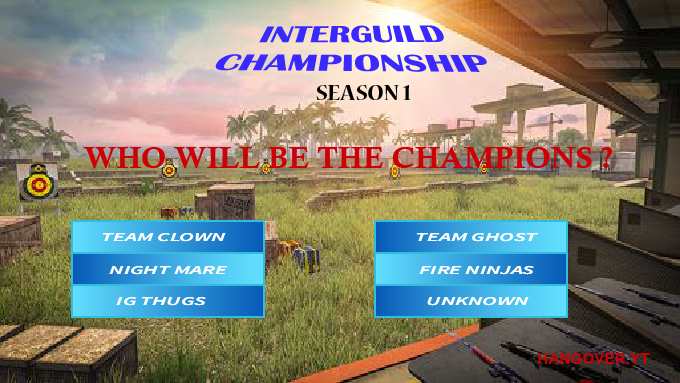 INTERGUILD
CHAMPIONSHIP
SEASON 1
WHO WILL BE THE CHAMPIONS ?
TEAM CLOWN
NIGHT MARE
IG THUGS
TEAM GHOST
FIRE NINJAS
UNKNOWN
HANGOVER.YT